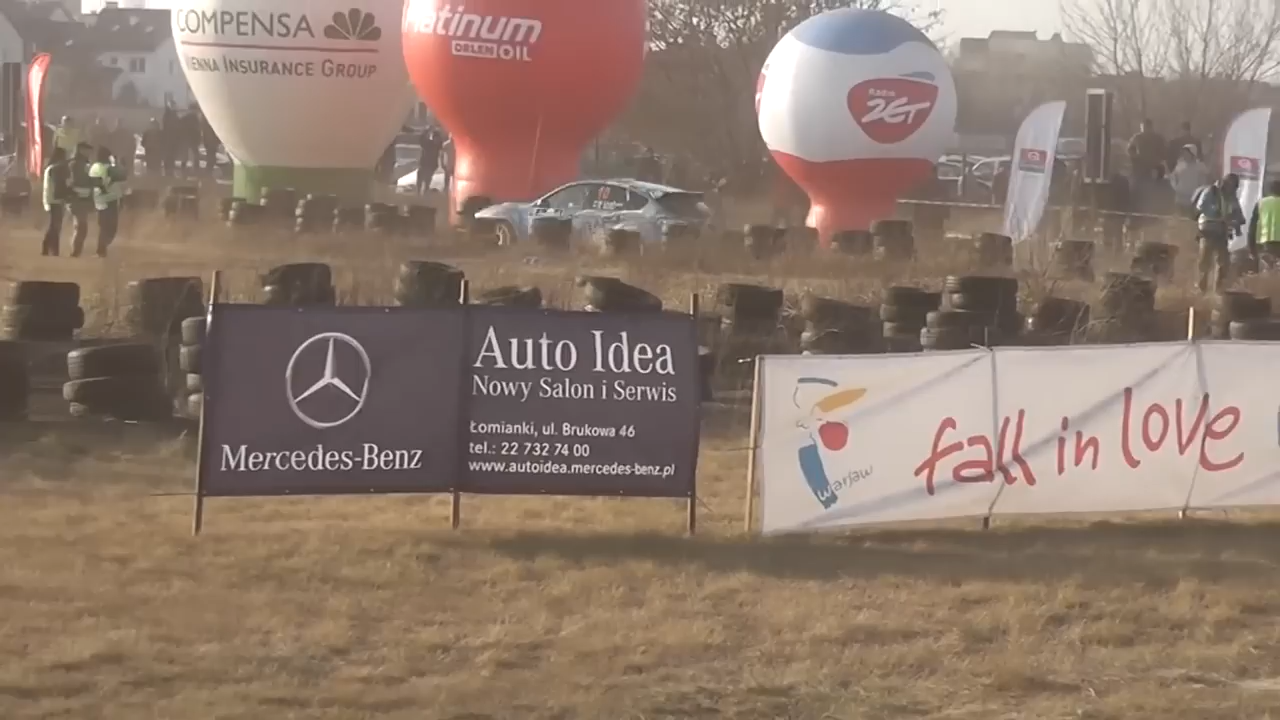 COMPENSA
VIENNA INSURANCE GROUP
Platinum
ORLEN OIL
Radio
ZET
Mercedes-Benz
Auto Idea
Nowy Salon i Serwis
Łomianki, ul. Brukowa 46
tel.: 22 732 74 00
www.autoidea.mercedes-benz.pl
warsaw
fall in love